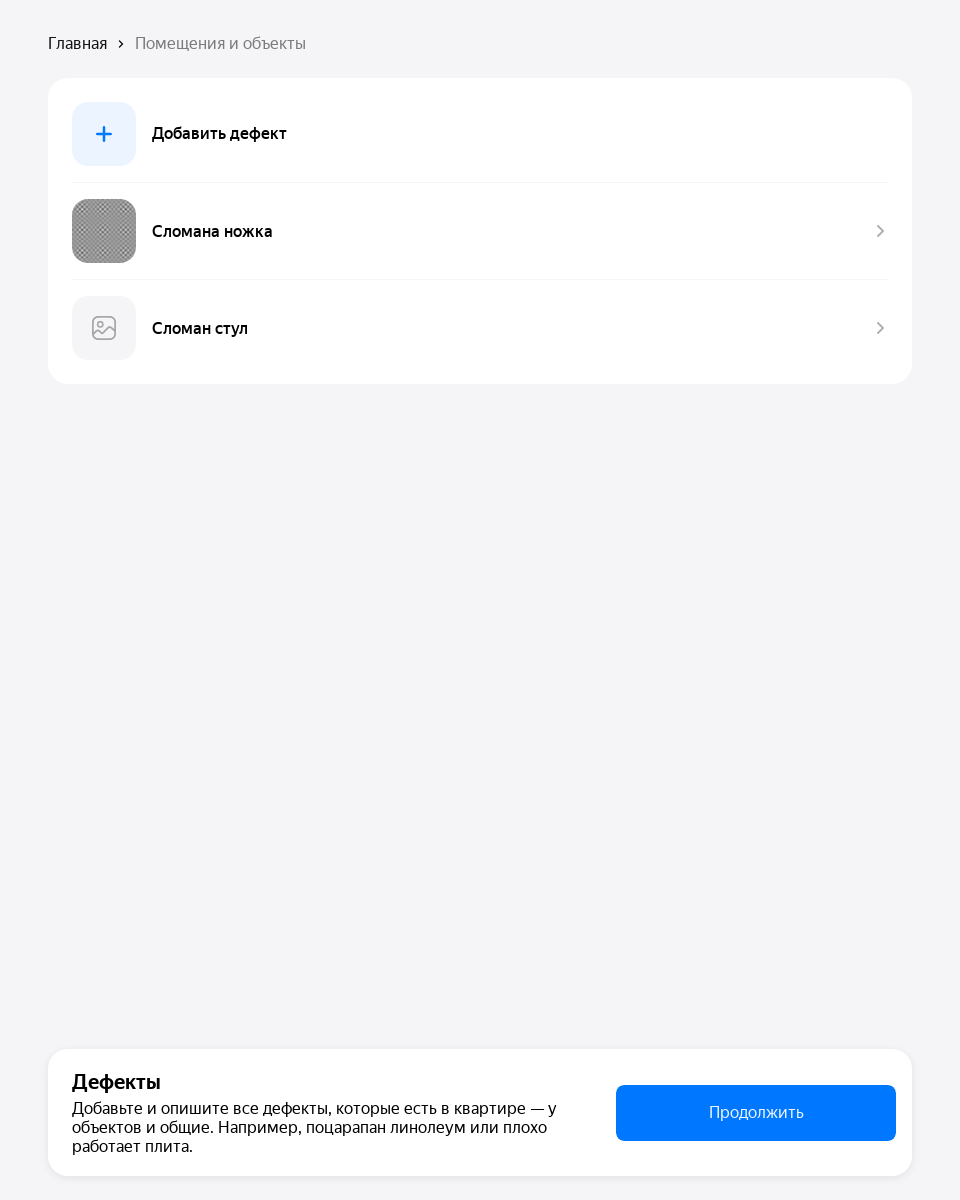 Главная
Помещения и объекты
Добавить дефект
Сломана ножка
Сломан стул
Дефекты
Добавьте и опишите все дефекты, которые есть в квартире — у
объектов и общие. Например, поцарапан линолеум или плохо
работает плита.
Продолжить